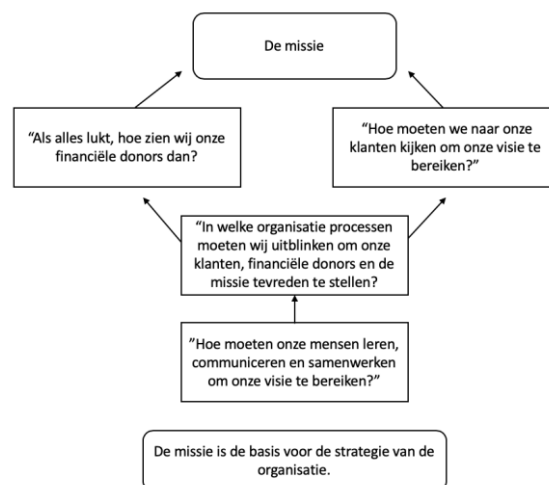 De missie
“Als alles lukt, hoe zien wij onze
financiële donors dan?
“Hoe moeten we naar onze
klanten kijken om onze visie te
bereiken?”
“In welke organisatie processen
moeten wij uitblinken om onze
klanten, financiële donors en de
missie tevreden te stellen?
”Hoe moeten onze mensen leren,
communiceren en samenwerken
om onze visie te bereiken?”
De missie is de basis voor de strategie van de
organisatie.